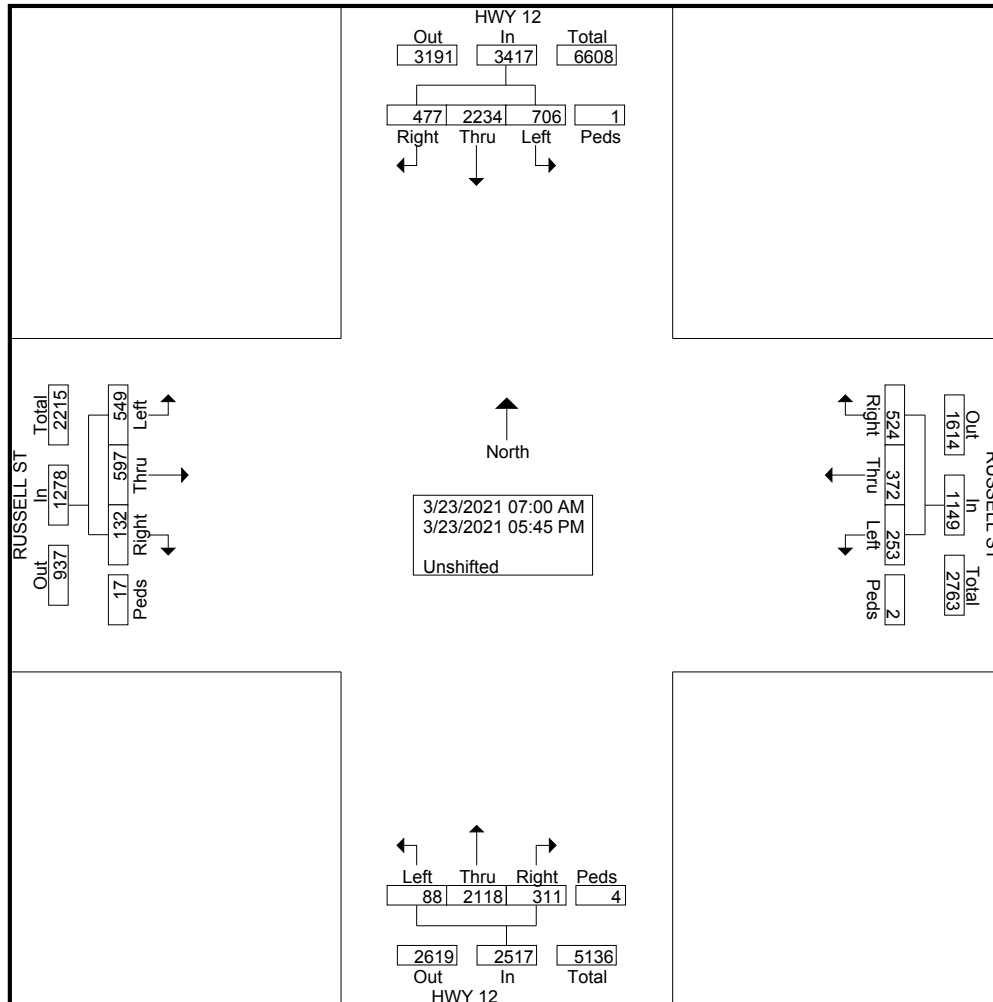 HWY 12
Out In Total
3191 3417 6608
477 2234 706 1
Right Thru Left Peds
RUSSELL ST
Total In Out
2215 1278 937
549 597 132 17
Left Thru Right Peds
North
3/23/2021 07:00 AM
3/23/2021 05:45 PM
Unshifted
Right Thru Left Peds
524 372 253 2
1614 1149 2763
Out In Total
RUSSELL ST
Left Thru Right Peds
88 2118 311 4
2619 2517 5136
Out In Total
HWY 12